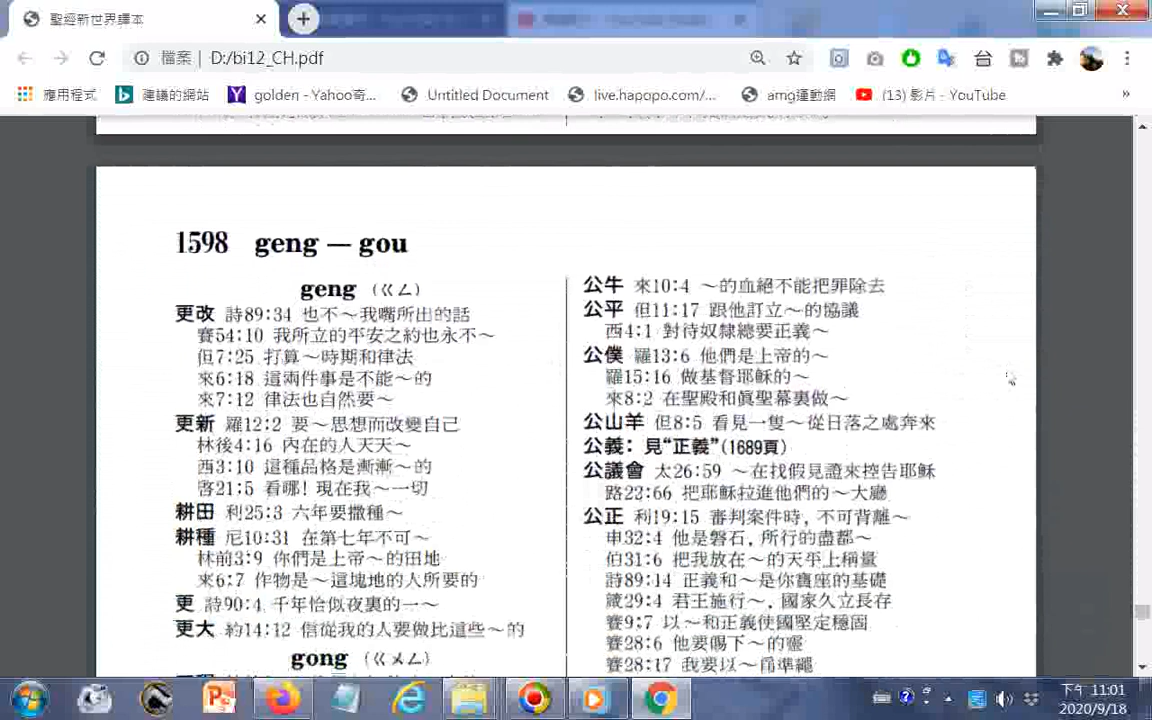 聖經新世界譯本
檔案 | D:/bi12_CH.pdf
應用程式 建議的網站 golden - Yahoo奇... Untitled Document live.hapopo.com/... amg運動網 (13) 影片 - YouTube »
1598 geng — gou
geng (ㄍㄥ)
更改 詩89:34 也不～我嘴所出的話
賽54:10 我所立的平安之約也永不～
但7:25 打算～時期和律法
來6:18 這兩件事是不能～的
來7:12 律法也自然要～
更新 羅12:2 要～思想而改變自己
林後4:16 內在的人天天～
西3:10 這種品格是漸漸～的
啓21:5 看哪! 現在我～一切
耕田 利25:3 六年要撒種～
耕種 尼10:31 在第七年不可～
林前3:9 你們是上帝～的田地
來6:7 作物是～這塊地的人所要的
更 詩90:4 千年恰似夜裏的一～
更大 約14:12 信從我的人要做比這些～的
gong (ㄍㄨㄥ)
公牛 來10:4 ～的血絕不能把罪除去
公平 但11:17 跟他訂立～的協議
西4:1 對待奴隸總要正義～
公僕 羅13:6 他們是上帝的～
羅15:16 做基督耶穌的～
來8:2 在聖殿和眞聖幕裏做～
公山羊 但8:5 看見一隻～從日落之處奔來
公義：見“正義”(1689頁)
公議會 太26:59 ～在找假見證來控告耶穌
路22:66 把耶穌拉進他們的～大廳
公正 利19:15 審判案件時, 不可背離～
申32:4 他是磐石, 所行的盡都～
伯31:6 把我放在～的天平上稱量
詩89:14 正義和～是你寶座的基礎
箴29:4 君王施行～, 國家久立長存
賽9:7 以～和正義使國堅定穩固
賽28:6 他要賜下～的靈
賽28:17 我要以～爲準繩
下午 11:01
2020/9/18